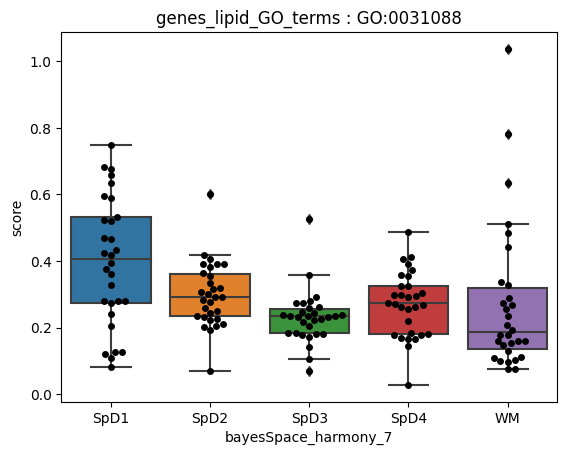 genes_lipid_GO_terms : GO:0031088
score
1.0
0.8
0.6
0.4
0.2
0.0
SpD1 SpD2 SpD3 SpD4 WM
bayesSpace_harmony_7